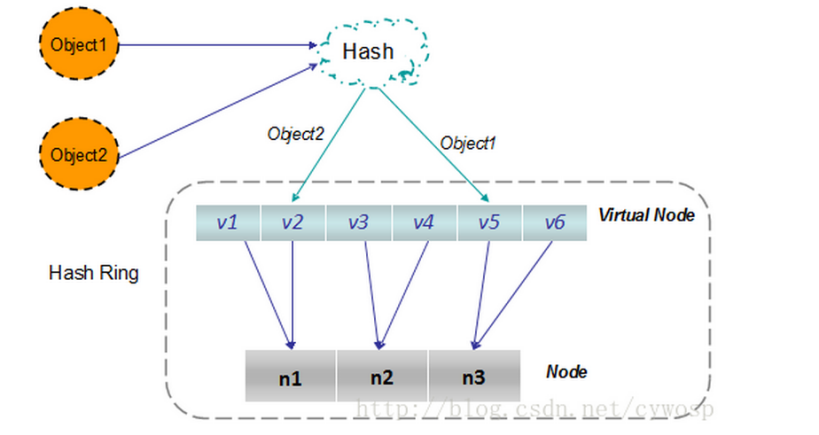 Object1
Hash
Object2
Object2
Object1
v1 v2 v3 v4 v5 v6
Virtual Node
Hash Ring
n1 n2 n3
Node
http://blog.csdn.net/cywosp